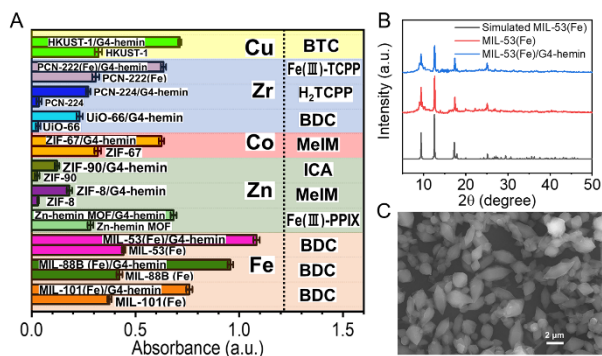 A
HKUST-1/G4-hemin
HKUST-1
Cu
BTC
PCN-222(Fe)/G4-hemin
PCN-222(Fe)
Fe(Ⅲ)-TCPP
PCN-224/G4-hemin
PCN-224
Zr
H₂TCPP
UiO-66/G4-hemin
UiO-66
BDC
ZIF-67/G4-hemin
ZIF-67
Co
MeIM
ZIF-90/G4-hemin
ZIF-90
ICA
ZIF-8/G4-hemin
ZIF-8
Zn
MeIM
Zn-hemin MOF/G4-hemin
Zn-hemin MOF
Fe(Ⅲ)-PPIX
MIL-53(Fe)/G4-hemin
MIL-53(Fe)
BDC
MIL-88B(Fe)/G4-hemin
MIL-88B (Fe)
Fe
BDC
MIL-101(Fe)/G4-hemin
MIL-101(Fe)
BDC
0.0 0.5 1.0 1.5
Absorbance (a.u.)
B
Simulated MIL-53(Fe)
MIL-53(Fe)
MIL-53(Fe)/G4-hemin
Intensity (a.u.)
10 20 30 40 50
2θ (degree)
C
2 μm